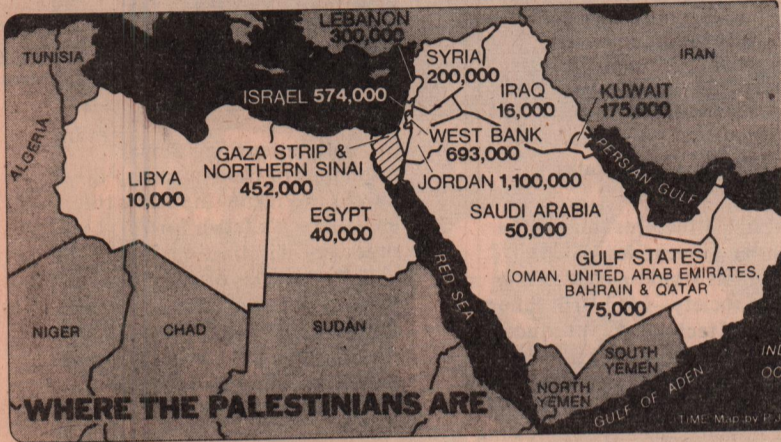 LEBANON
300,000
TUNISIA
SYRIA
200,000
IRAN
ISRAEL 574,000
IRAQ
16,000
KUWAIT
175,000
ALGERIA
WEST BANK
693,000
PERSIAN GULF
GAZA STRIP &
NORTHERN SINAI
452,000
LIBYA
10,000
JORDAN 1,100,000
EGYPT
40,000
SAUDI ARABIA
50,000
RED SEA
GULF STATES
(OMAN, UNITED ARAB EMIRATES,
BAHRAIN & QATAR
75,000
NIGER
CHAD
SUDAN
SOUTH
YEMEN
NORTH
YEMEN
GULF OF ADEN
WHERE THE PALESTINIANS ARE
TIME Map by